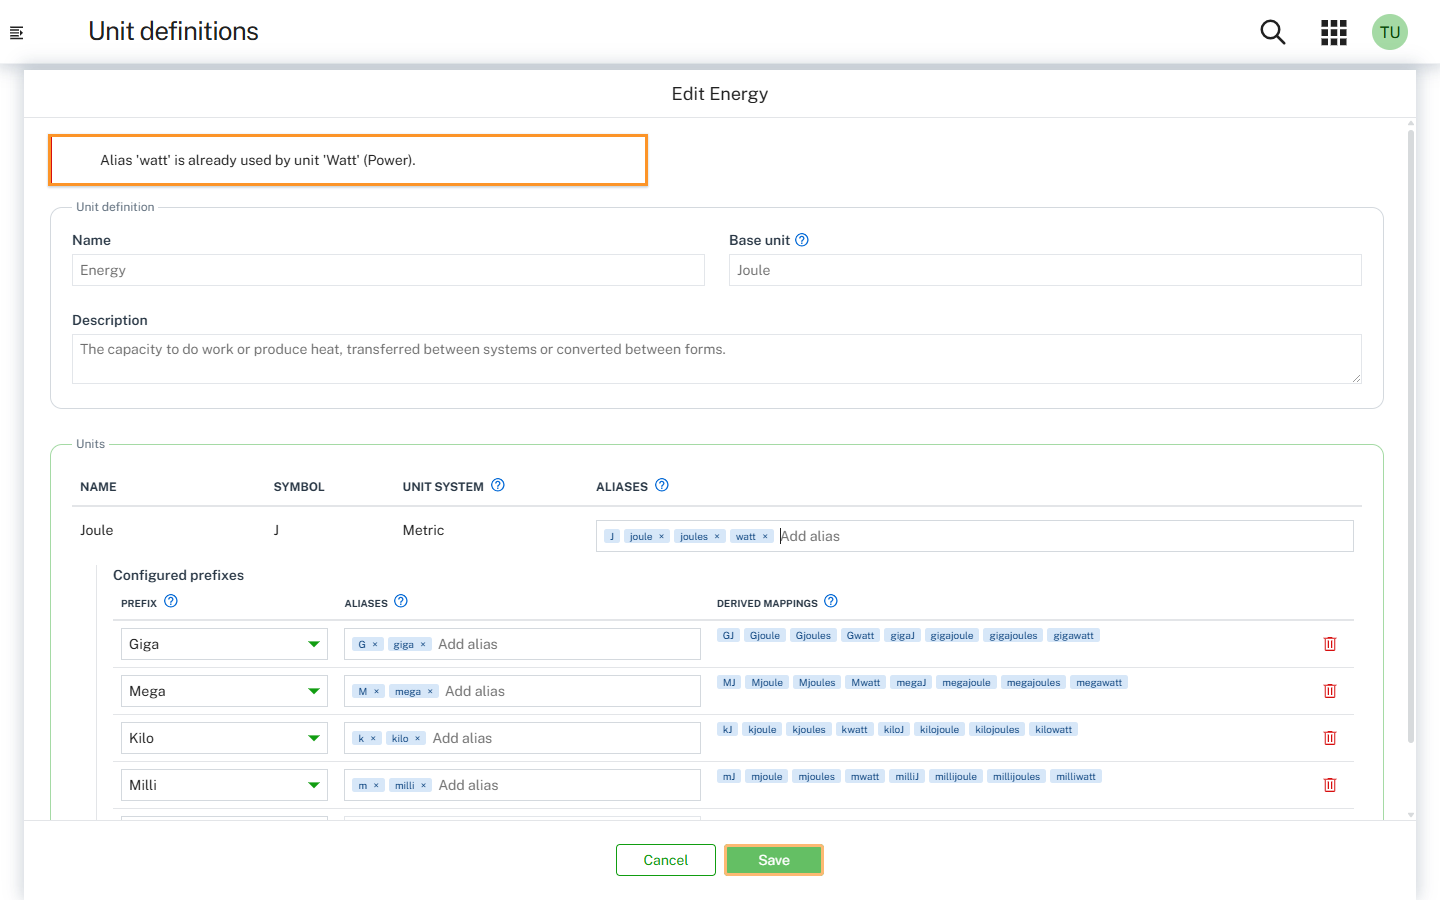 Unit definitions
TU
Edit Energy
Alias 'watt' is already used by unit 'Watt' (Power).
Unit definition
Name
Base unit
Energy
Joule
Description
The capacity to do work or produce heat, transferred between systems or converted between forms.
Units
NAME SYMBOL UNIT SYSTEM ALIASES
Joule J Metric J joule × joules × watt × Add alias
Configured prefixes
PREFIX ALIASES DERIVED MAPPINGS
Giga G × giga × Add alias GJ Gjoule Gjoules Gwatt gigaJ gigajoule gigajoules gigawatt
Mega M × mega × Add alias MJ Mjoule Mjoules Mwatt megaJ megajoule megajoules megawatt
Kilo k × kilo × Add alias kJ kjoule kjoules kwatt kiloJ kilojoule kilojoules kilowatt
Milli m × milli × Add alias mJ mjoule mjoules mwatt milliJ millijoule millijoules milliwatt
Cancel Save